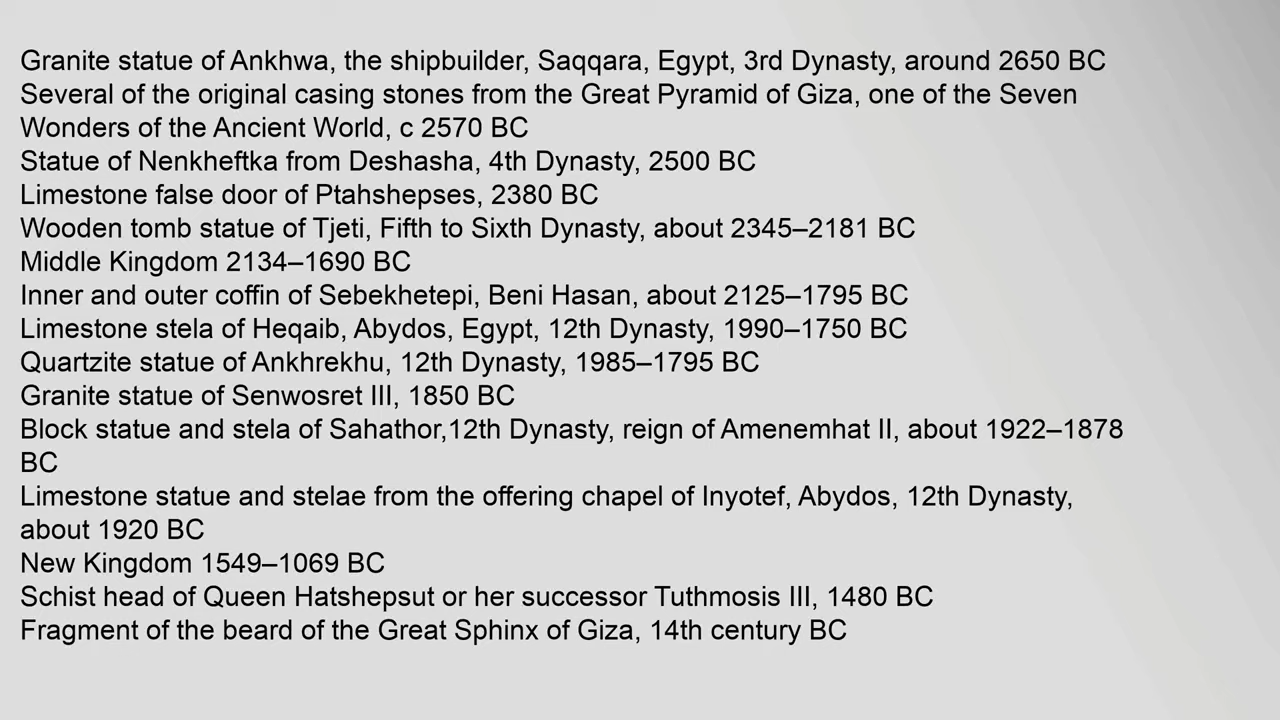 Granite statue of Ankhwa, the shipbuilder, Saqqara, Egypt, 3rd Dynasty, around 2650 BC
Several of the original casing stones from the Great Pyramid of Giza, one of the Seven
Wonders of the Ancient World, c 2570 BC
Statue of Nenkheftka from Deshasha, 4th Dynasty, 2500 BC
Limestone false door of Ptahshepses, 2380 BC
Wooden tomb statue of Tjeti, Fifth to Sixth Dynasty, about 2345–2181 BC
Middle Kingdom 2134–1690 BC
Inner and outer coffin of Sebekhetepi, Beni Hasan, about 2125–1795 BC
Limestone stela of Heqaib, Abydos, Egypt, 12th Dynasty, 1990–1750 BC
Quartzite statue of Ankhrekhu, 12th Dynasty, 1985–1795 BC
Granite statue of Senwosret III, 1850 BC
Block statue and stela of Sahathor,12th Dynasty, reign of Amenemhat II, about 1922–1878
BC
Limestone statue and stelae from the offering chapel of Inyotef, Abydos, 12th Dynasty,
about 1920 BC
New Kingdom 1549–1069 BC
Schist head of Queen Hatshepsut or her successor Tuthmosis III, 1480 BC
Fragment of the beard of the Great Sphinx of Giza, 14th century BC